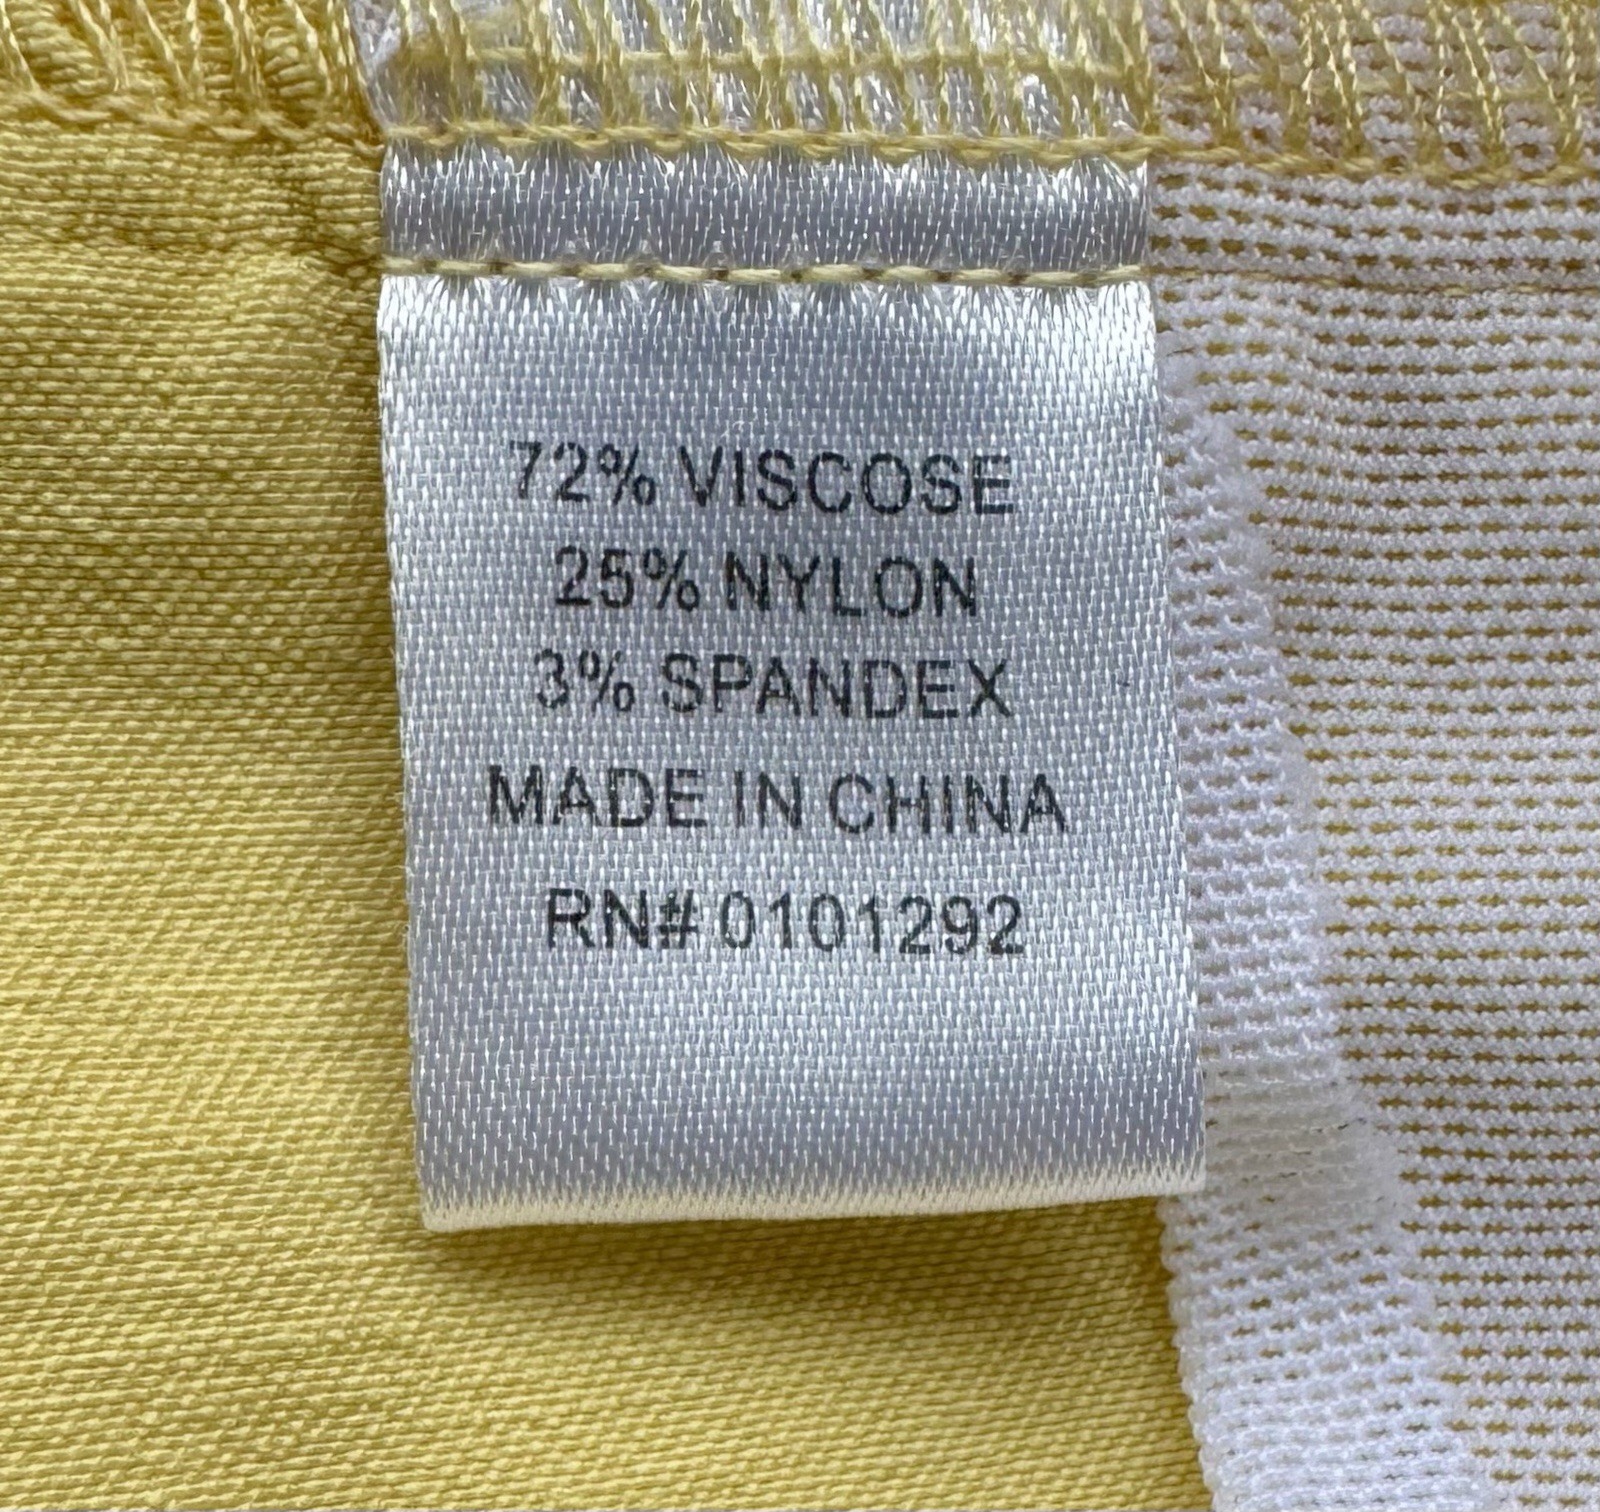 72% VISCOSE
25% NYLON
3% SPANDEX
MADE IN CHINA
RN# 0101292